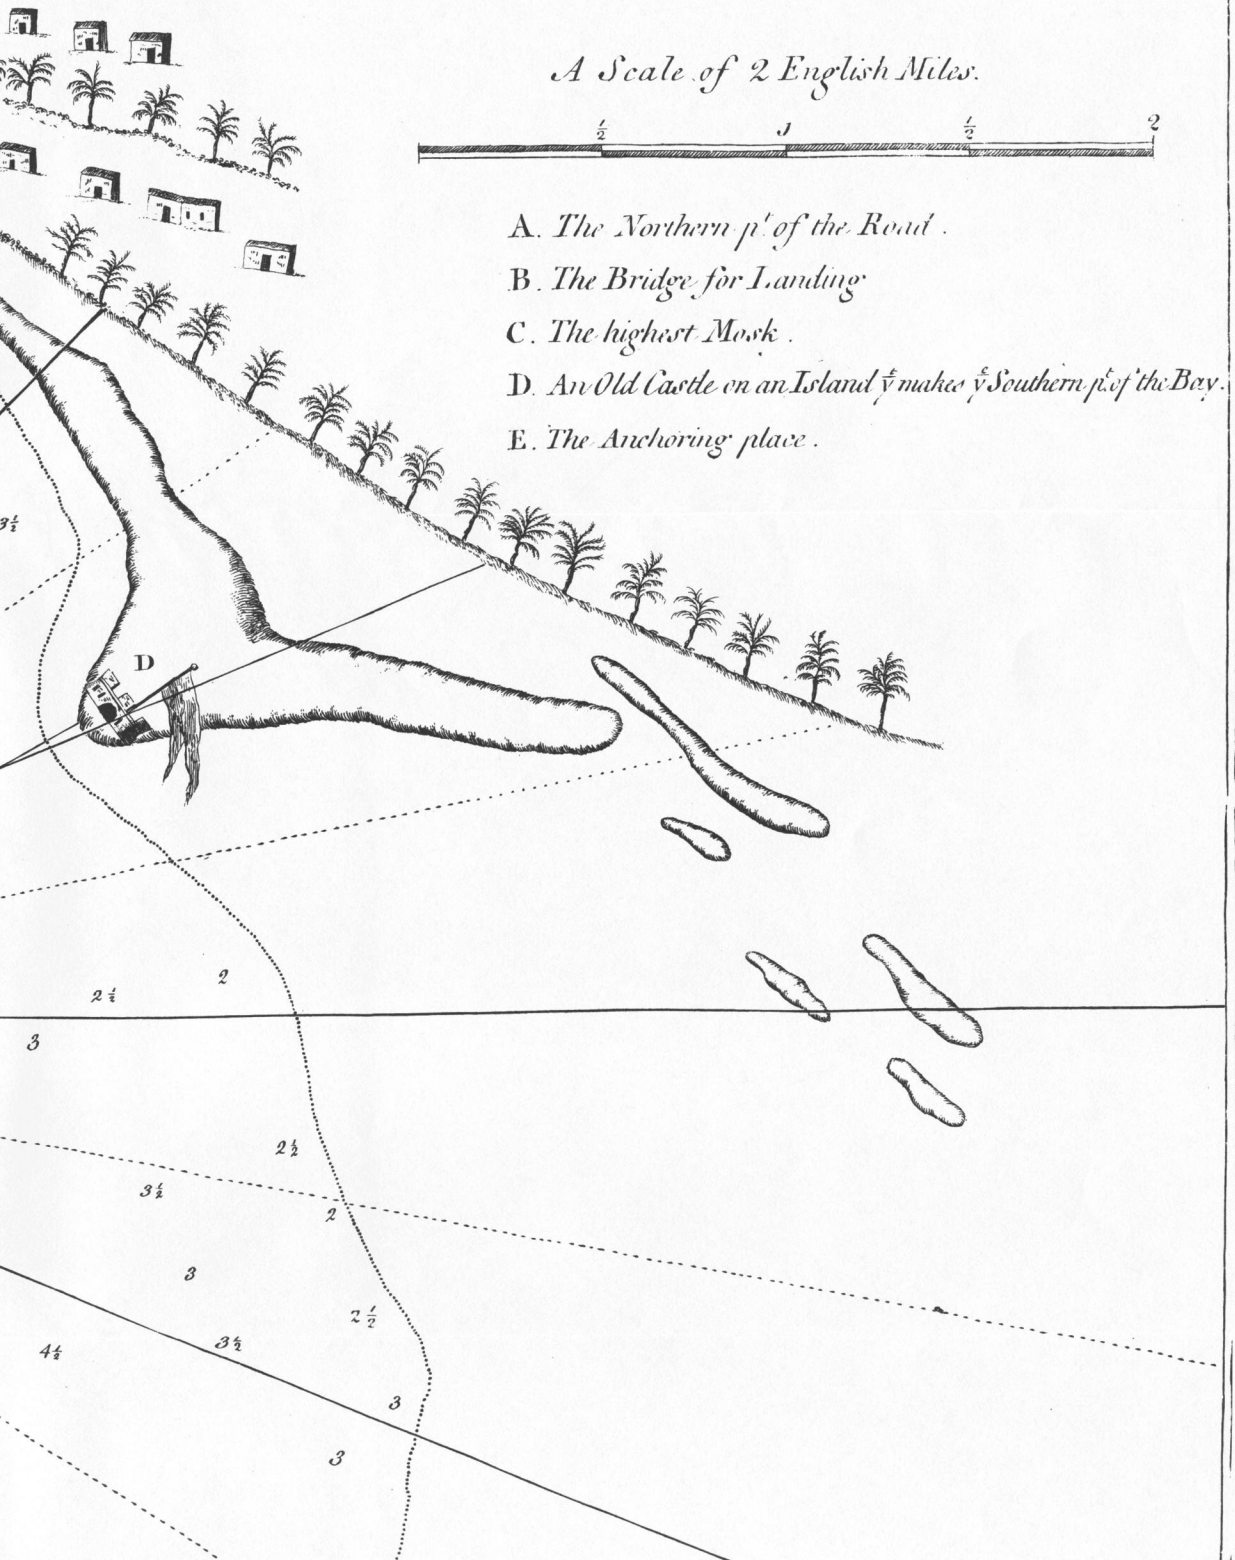 A Scale of 2 English Miles.
½ 1 ½ 2
A. The Northern pt. of the Road.
B. The Bridge for Landing
C. The highest Mosk.
D. An Old Castle on an Island yt makes ye Southern pt. of the Bay.
E. The Anchoring place.
3½
D
2
2½
3
2½
3½
2
3
2½
3½
4½
3
3